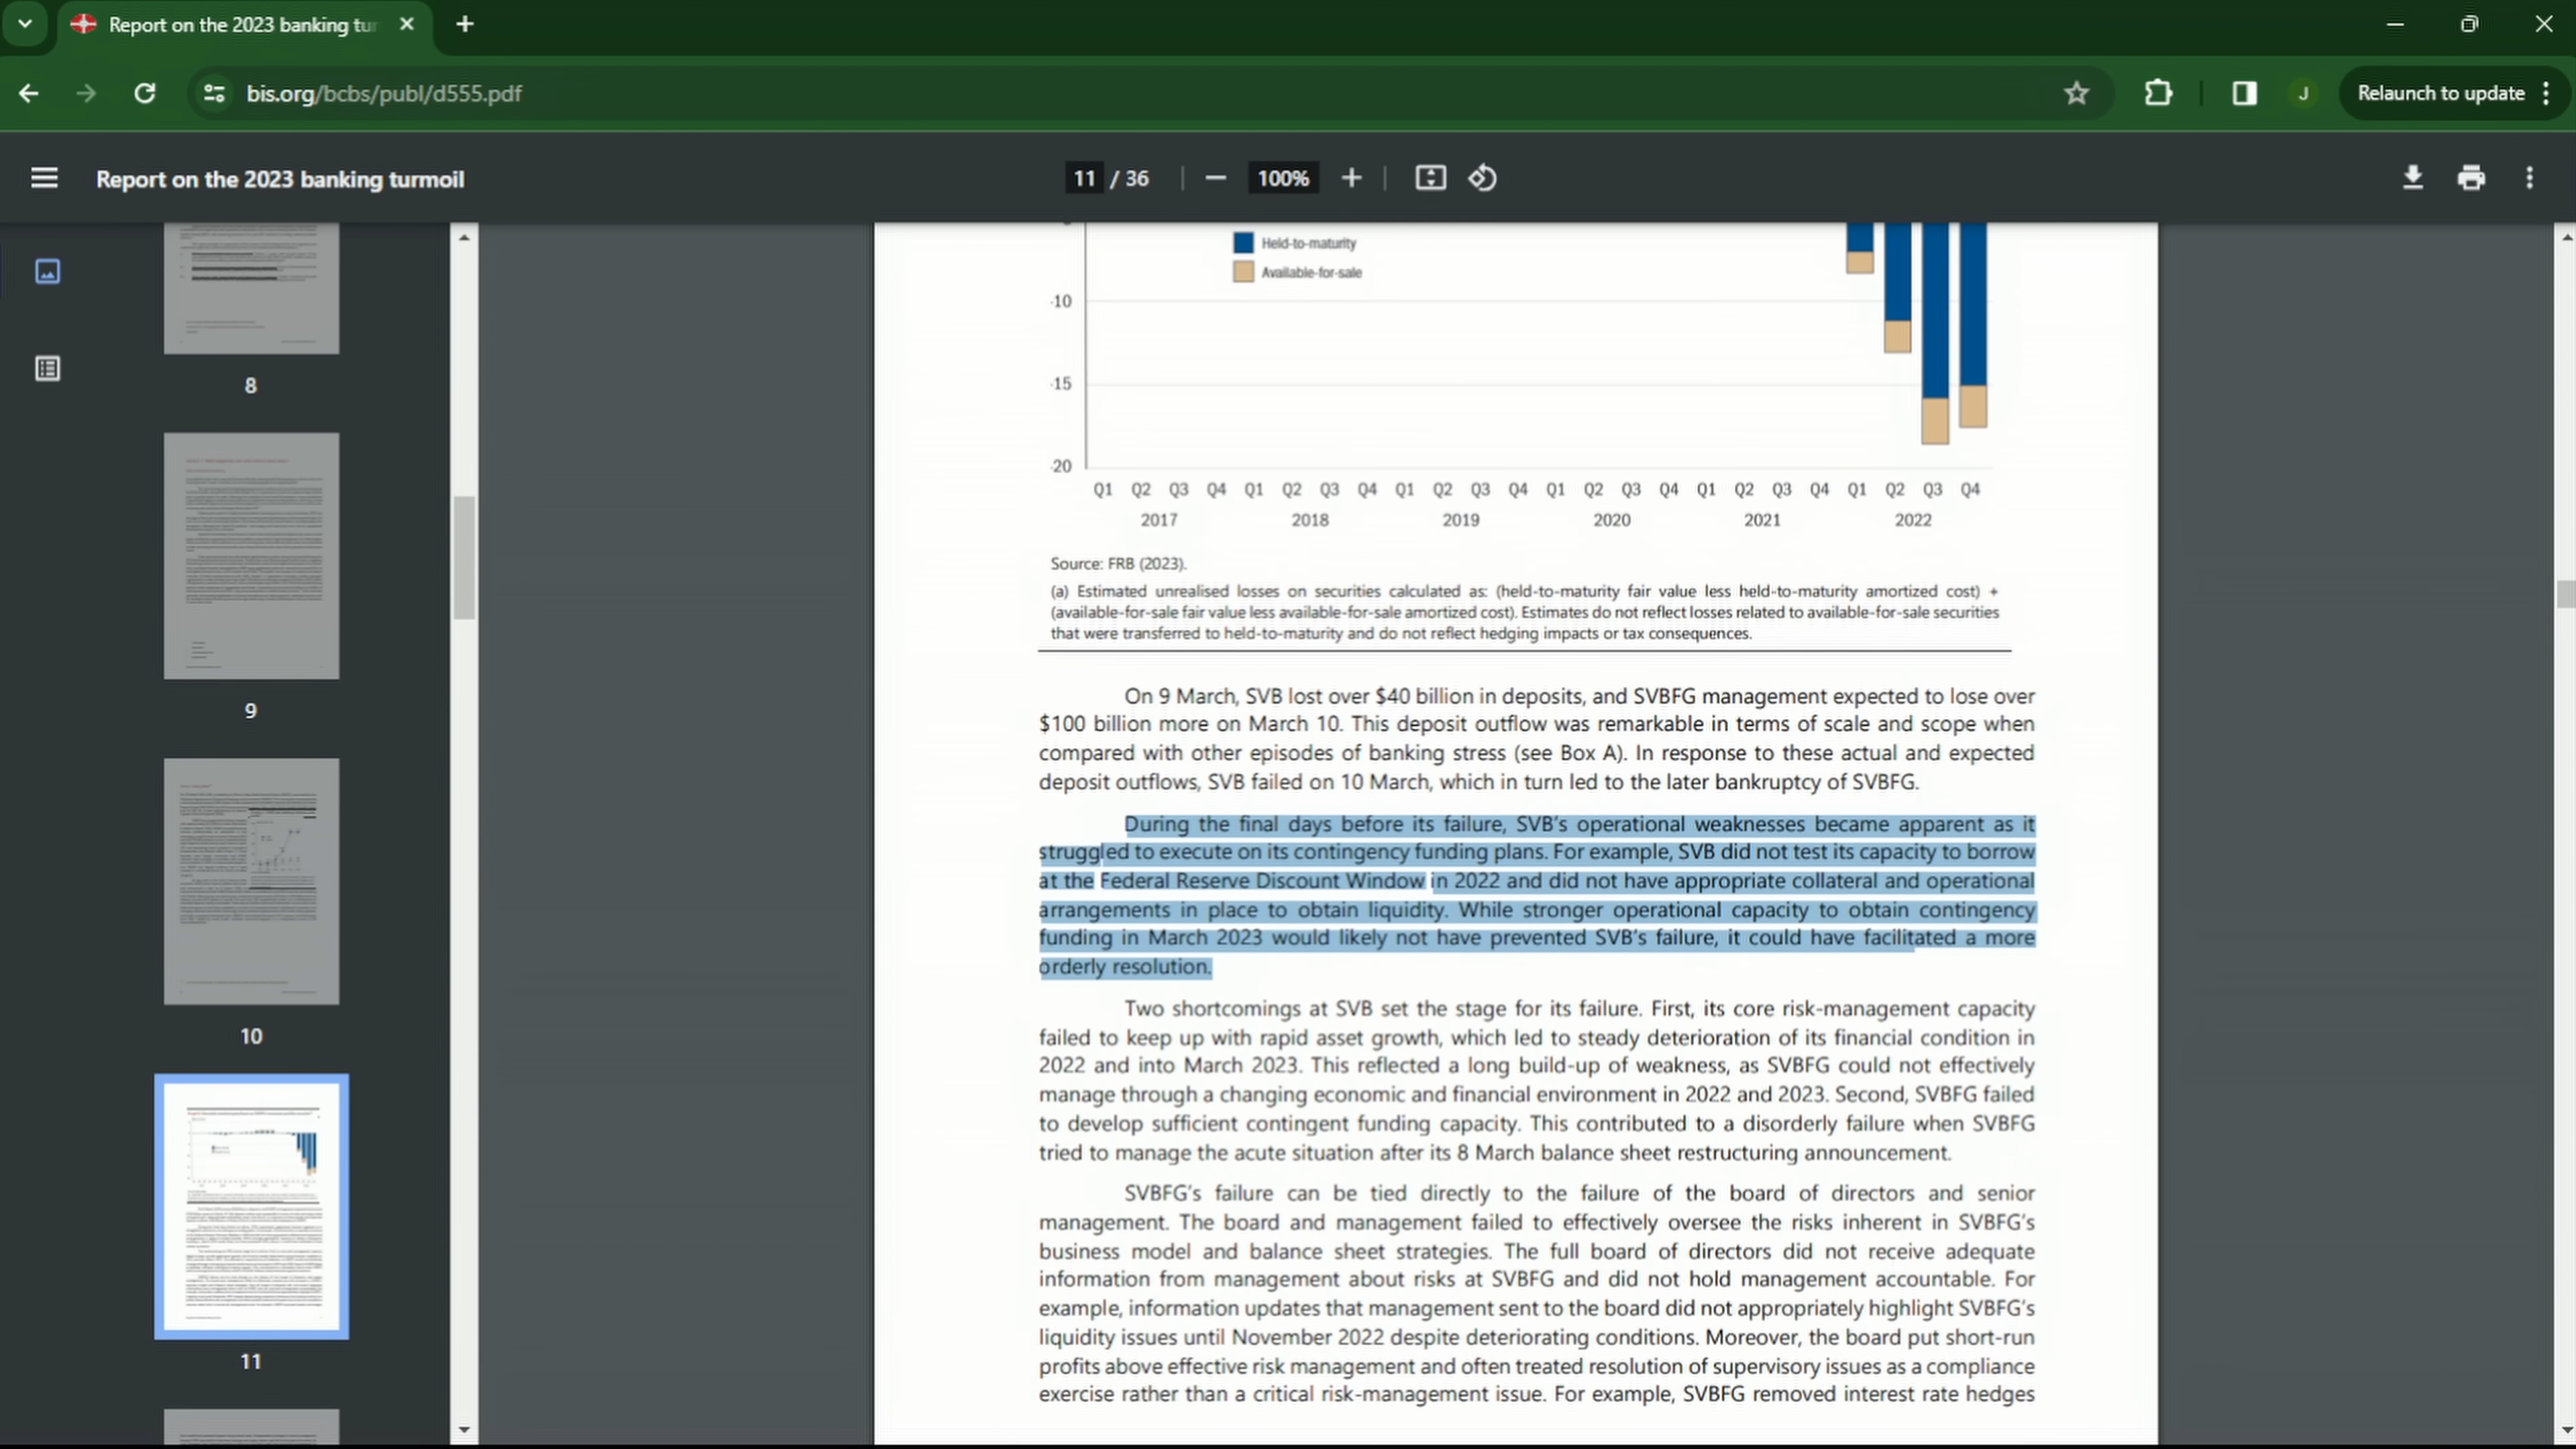 Report on the 2023 banking tur
bis.org/bcbs/publ/d555.pdf
J
Relaunch to update
Report on the 2023 banking turmoil
11 / 36
100%
8
9
10
11
Held-to-maturity
Available-for-sale
-10
-15
-20
Q1 Q2 Q3 Q4 Q1 Q2 Q3 Q4 Q1 Q2 Q3 Q4 Q1 Q2 Q3 Q4 Q1 Q2 Q3 Q4 Q1 Q2 Q3 Q4
2017 2018 2019 2020 2021 2022
Source: FRB (2023).
(a) Estimated unrealised losses on securities calculated as: (held-to-maturity fair value less held-to-maturity amortized cost) +
(available-for-sale fair value less available-for-sale amortized cost). Estimates do not reflect losses related to available-for-sale securities
that were transferred to held-to-maturity and do not reflect hedging impacts or tax consequences.
On 9 March, SVB lost over $40 billion in deposits, and SVBFG management expected to lose over
$100 billion more on March 10. This deposit outflow was remarkable in terms of scale and scope when
compared with other episodes of banking stress (see Box A). In response to these actual and expected
deposit outflows, SVB failed on 10 March, which in turn led to the later bankruptcy of SVBFG.
During the final days before its failure, SVB's operational weaknesses became apparent as it
struggled to execute on its contingency funding plans. For example, SVB did not test its capacity to borrow
at the Federal Reserve Discount Window in 2022 and did not have appropriate collateral and operational
arrangements in place to obtain liquidity. While stronger operational capacity to obtain contingency
funding in March 2023 would likely not have prevented SVB's failure, it could have facilitated a more
orderly resolution.
Two shortcomings at SVB set the stage for its failure. First, its core risk-management capacity
failed to keep up with rapid asset growth, which led to steady deterioration of its financial condition in
2022 and into March 2023. This reflected a long build-up of weakness, as SVBFG could not effectively
manage through a changing economic and financial environment in 2022 and 2023. Second, SVBFG failed
to develop sufficient contingent funding capacity. This contributed to a disorderly failure when SVBFG
tried to manage the acute situation after its 8 March balance sheet restructuring announcement.
SVBFG's failure can be tied directly to the failure of the board of directors and senior
management. The board and management failed to effectively oversee the risks inherent in SVBFG's
business model and balance sheet strategies. The full board of directors did not receive adequate
information from management about risks at SVBFG and did not hold management accountable. For
example, information updates that management sent to the board did not appropriately highlight SVBFG's
liquidity issues until November 2022 despite deteriorating conditions. Moreover, the board put short-run
profits above effective risk management and often treated resolution of supervisory issues as a compliance
exercise rather than a critical risk-management issue. For example, SVBFG removed interest rate hedges